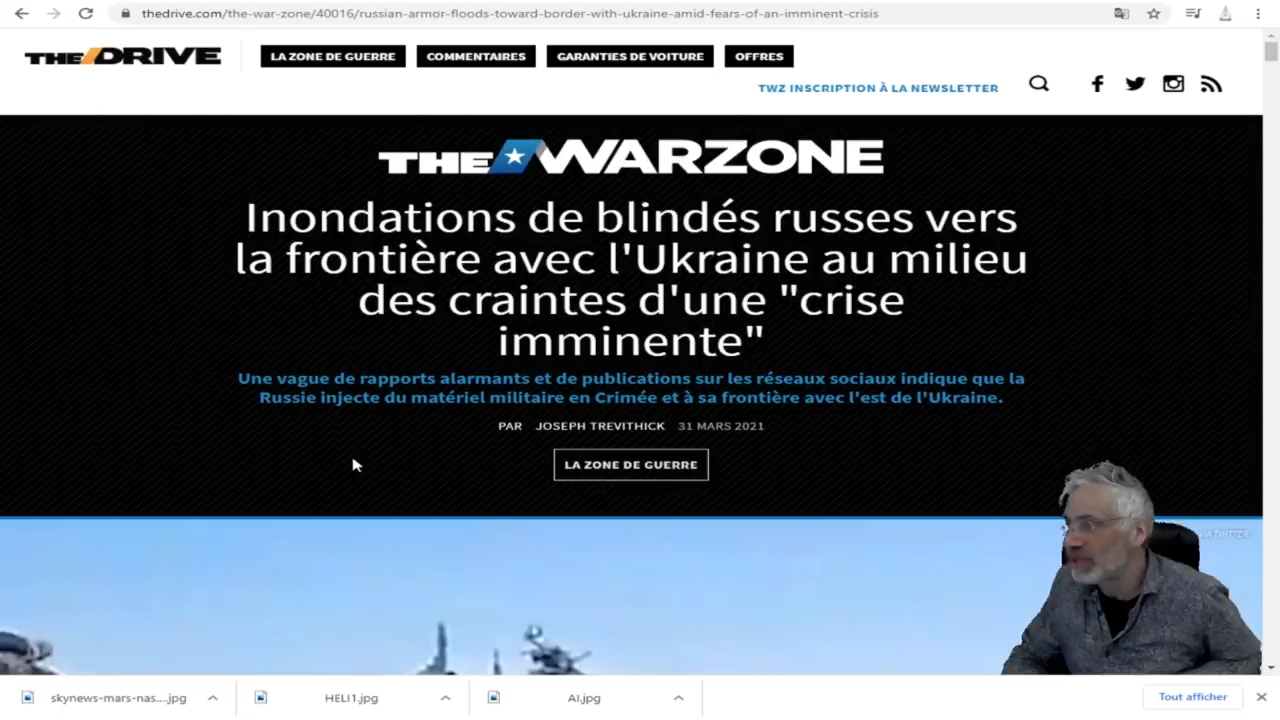 thedrive.com/the-war-zone/40016/russian-armor-floods-toward-border-with-ukraine-amid-fears-of-an-imminent-crisis
THE DRIVE
LA ZONE DE GUERRE
COMMENTAIRES
GARANTIES DE VOITURE
OFFRES
TWZ INSCRIPTION À LA NEWSLETTER
THE WARZONE
Inondations de blindés russes vers
la frontière avec l'Ukraine au milieu
des craintes d'une "crise
imminente"
Une vague de rapports alarmants et de publications sur les réseaux sociaux indique que la
Russie injecte du matériel militaire en Crimée et à sa frontière avec l'est de l'Ukraine.
PAR JOSEPH TREVITHICK 31 MARS 2021
LA ZONE DE GUERRE
skynews-mars-nas....jpg
HELI1.jpg
AI.jpg
Tout afficher